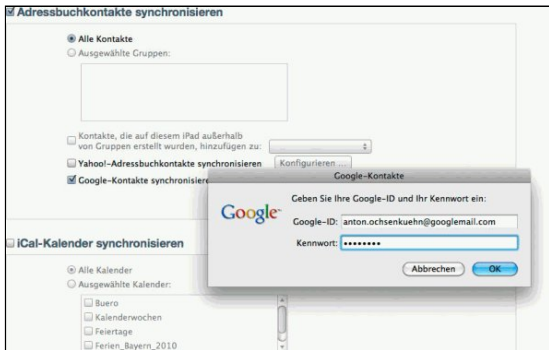 Adressbuchkontakte synchronisieren
Alle Kontakte
Ausgewählte Gruppen:
Kontakte, die auf diesem iPad außerhalb
von Gruppen erstellt wurden, hinzufügen zu:
Yahoo!-Adressbuchkontakte synchronisieren
Konfigurieren ...
Google-Kontakte synchronisiere
Google-Kontakte
Google
Geben Sie Ihre Google-ID und Ihr Kennwort ein:
Google-ID: anton.ochsenkuehn@googlemail.com
Kennwort: ••••••••
Abbrechen
OK
iCal-Kalender synchronisieren
Alle Kalender
Ausgewählte Kalender:
Buero
Kalenderwochen
Feiertage
Ferien_Bayern_2010